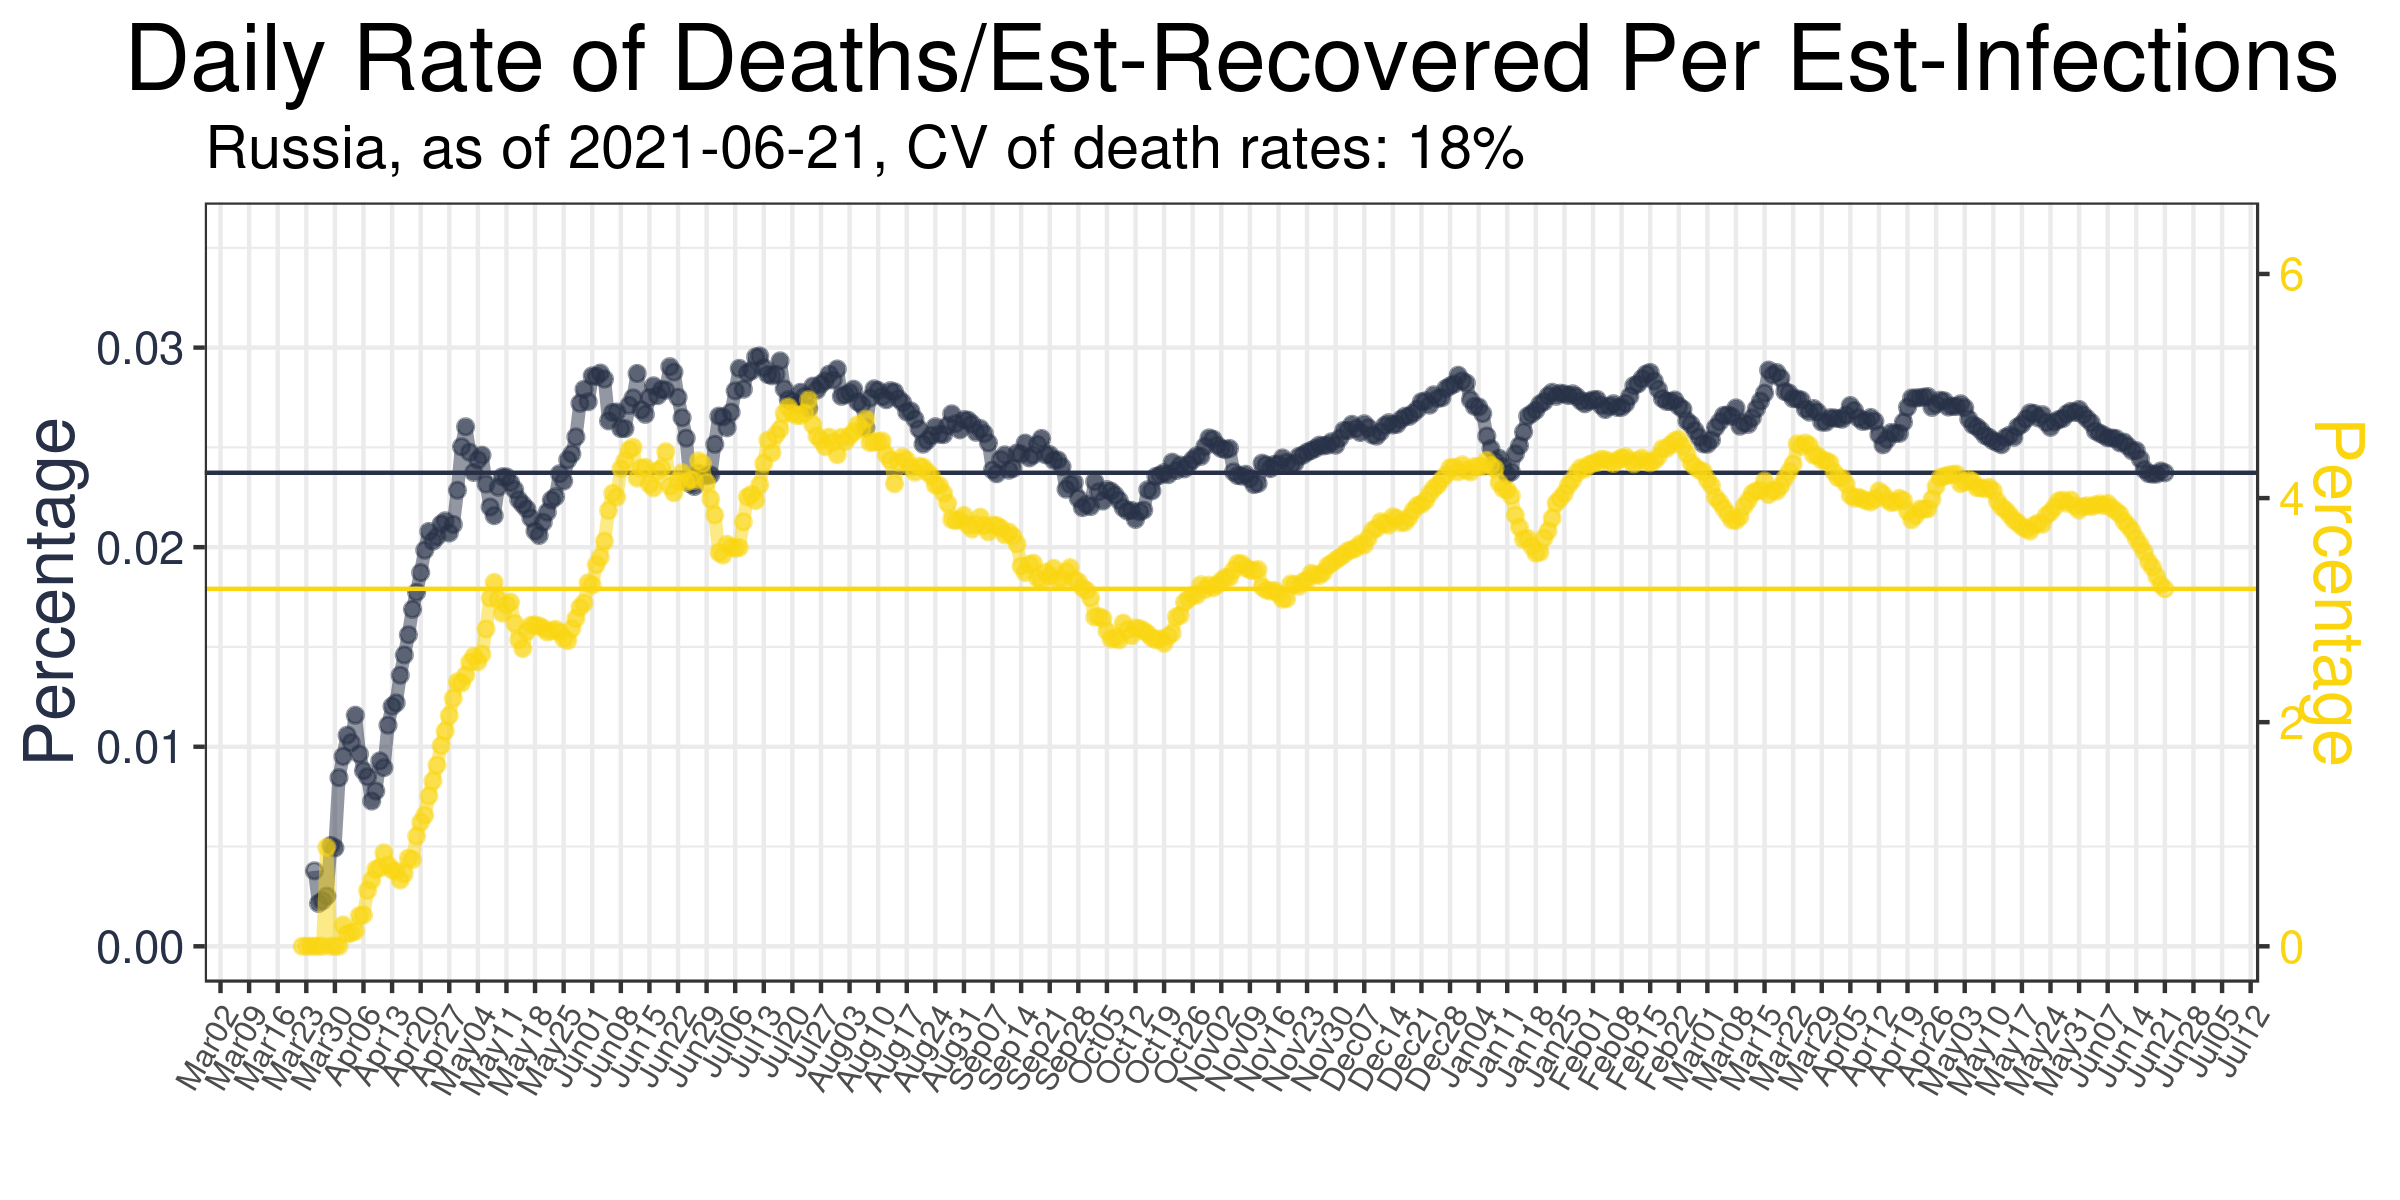 Daily Rate of Deaths/Est-Recovered Per Est-Infections
Russia, as of 2021-06-21, CV of death rates: 18%
Percentage
0.03
0.02
0.01
0.00
6
4
2
0
Percentage
Mar02
Mar09
Mar16
Mar23
Mar30
Apr06
Apr13
Apr20
Apr27
May04
May11
May18
May25
Jun01
Jun08
Jun15
Jun22
Jun29
Jul06
Jul13
Jul20
Jul27
Aug03
Aug10
Aug17
Aug24
Aug31
Sep07
Sep14
Sep21
Sep28
Oct05
Oct12
Oct19
Oct26
Nov02
Nov09
Nov16
Nov23
Nov30
Dec07
Dec14
Dec21
Dec28
Jan04
Jan11
Jan18
Jan25
Feb01
Feb08
Feb15
Feb22
Mar01
Mar08
Mar15
Mar22
Mar29
Apr05
Apr12
Apr19
Apr26
May03
May10
May17
May24
May31
Jun07
Jun14
Jun21
Jun28
Jul05
Jul12